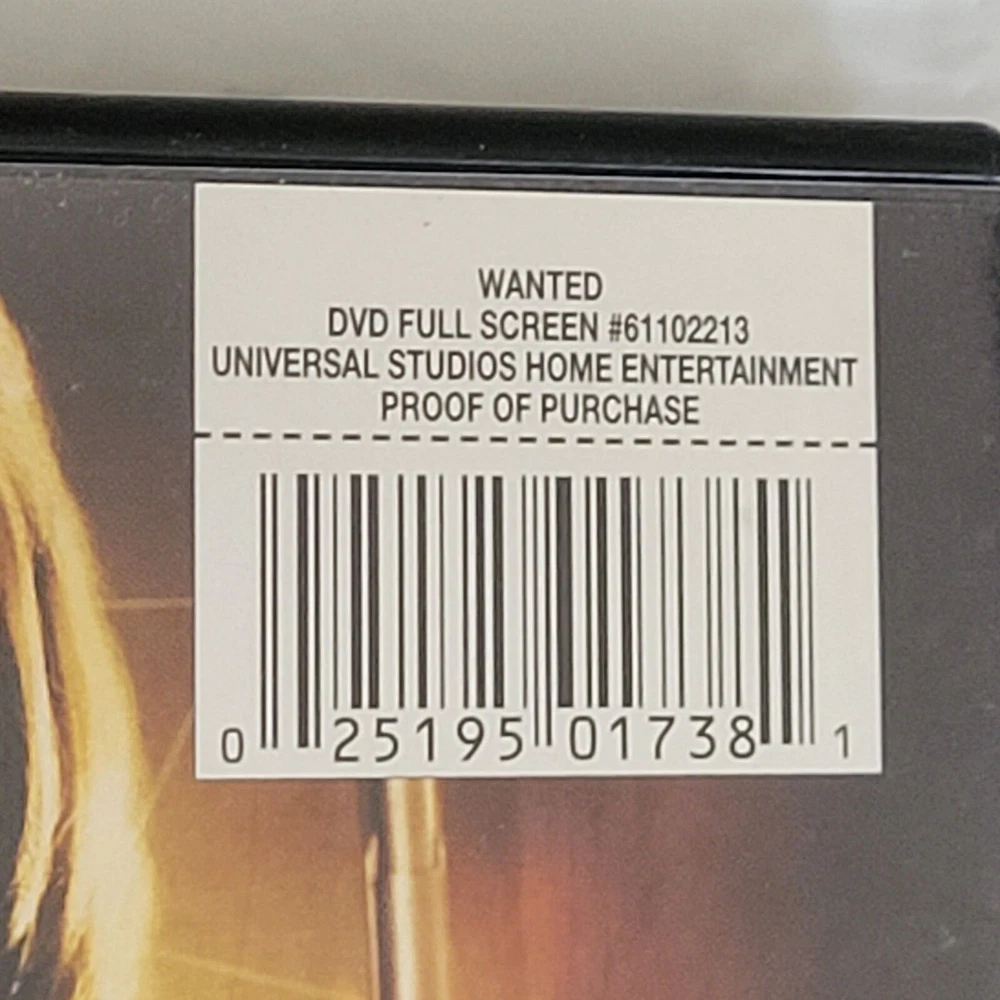 WANTED
DVD FULL SCREEN #61102213
UNIVERSAL STUDIOS HOME ENTERTAINMENT
PROOF OF PURCHASE
0 25195 01738 1